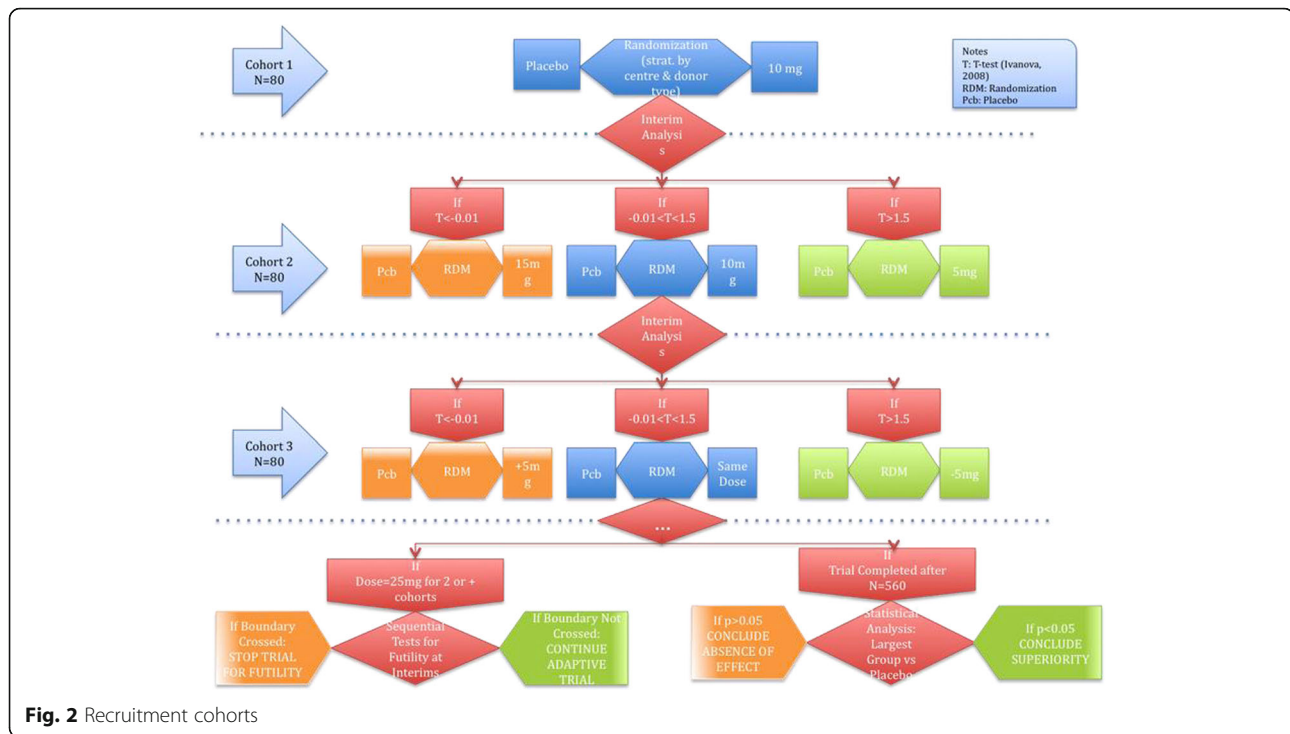 Cohort 1
N=80
Placebo
Randomization
(strat. by
centre & donor
type)
10 mg
Notes
T: T-test (Ivanova,
2008)
RDM: Randomization
Pcb: Placebo
Interim
Analysi
s
If
T<-0.01
If
-0.01<T<1.5
If
T>1.5
Cohort 2
N=80
Pcb
RDM
15m
g
Pcb
RDM
10m
g
Pcb
RDM
5mg
Interim
Analysi
s
If
T<-0.01
If
-0.01<T<1.5
If
T>1.5
Cohort 3
N=80
Pcb
RDM
+5m
g
Pcb
RDM
Same
Dose
Pcb
RDM
-5mg
...
If
Dose=25mg for 2 or +
cohorts
If
Trial Completed after
N=560
If Boundary
Crossed:
STOP TRIAL
FOR FUTILITY
Sequential
Tests for
Futility at
Interims
If Boundary Not
Crossed:
CONTINUE
ADAPTIVE
TRIAL
If p>0.05
CONCLUDE
ABSENCE OF
EFFECT
Statistical
Analysis:
Largest
Group vs
Placebo
If p<0.05
CONCLUDE
SUPERIORITY
Fig. 2 Recruitment cohorts